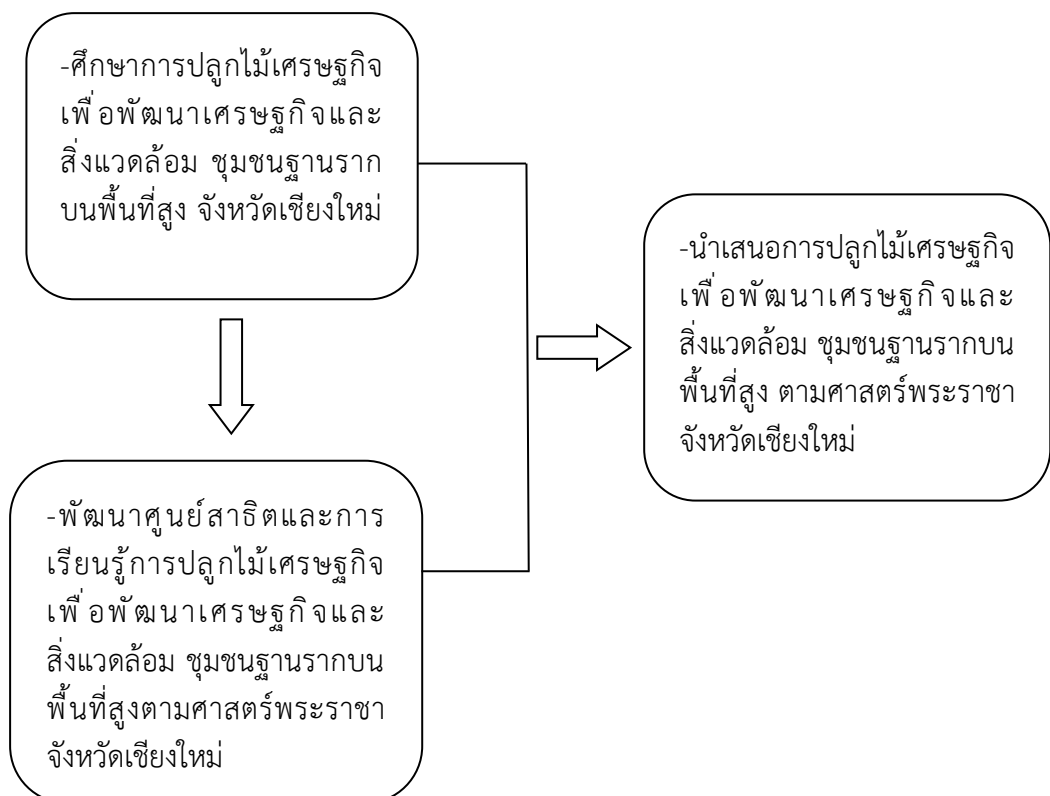 -ศึกษาการปลูกไม้เศรษฐกิจ
เพื่อพัฒนาเศรษฐกิจและ
สิ่งแวดล้อม ชุมชนฐานราก
บนพื้นที่สูง จังหวัดเชียงใหม่
-พัฒนาศูนย์สาธิตและการ
เรียนรู้การปลูกไม้เศรษฐกิจ
เพื่อพัฒนาเศรษฐกิจและ
สิ่งแวดล้อม ชุมชนฐานรากบน
พื้นที่สูงตามศาสตร์พระราชา
จังหวัดเชียงใหม่
-นำเสนอการปลูกไม้เศรษฐกิจ
เพื่อพัฒนาเศรษฐกิจและ
สิ่งแวดล้อม ชุมชนฐานรากบน
พื้นที่สูง ตามศาสตร์พระราชา
จังหวัดเชียงใหม่